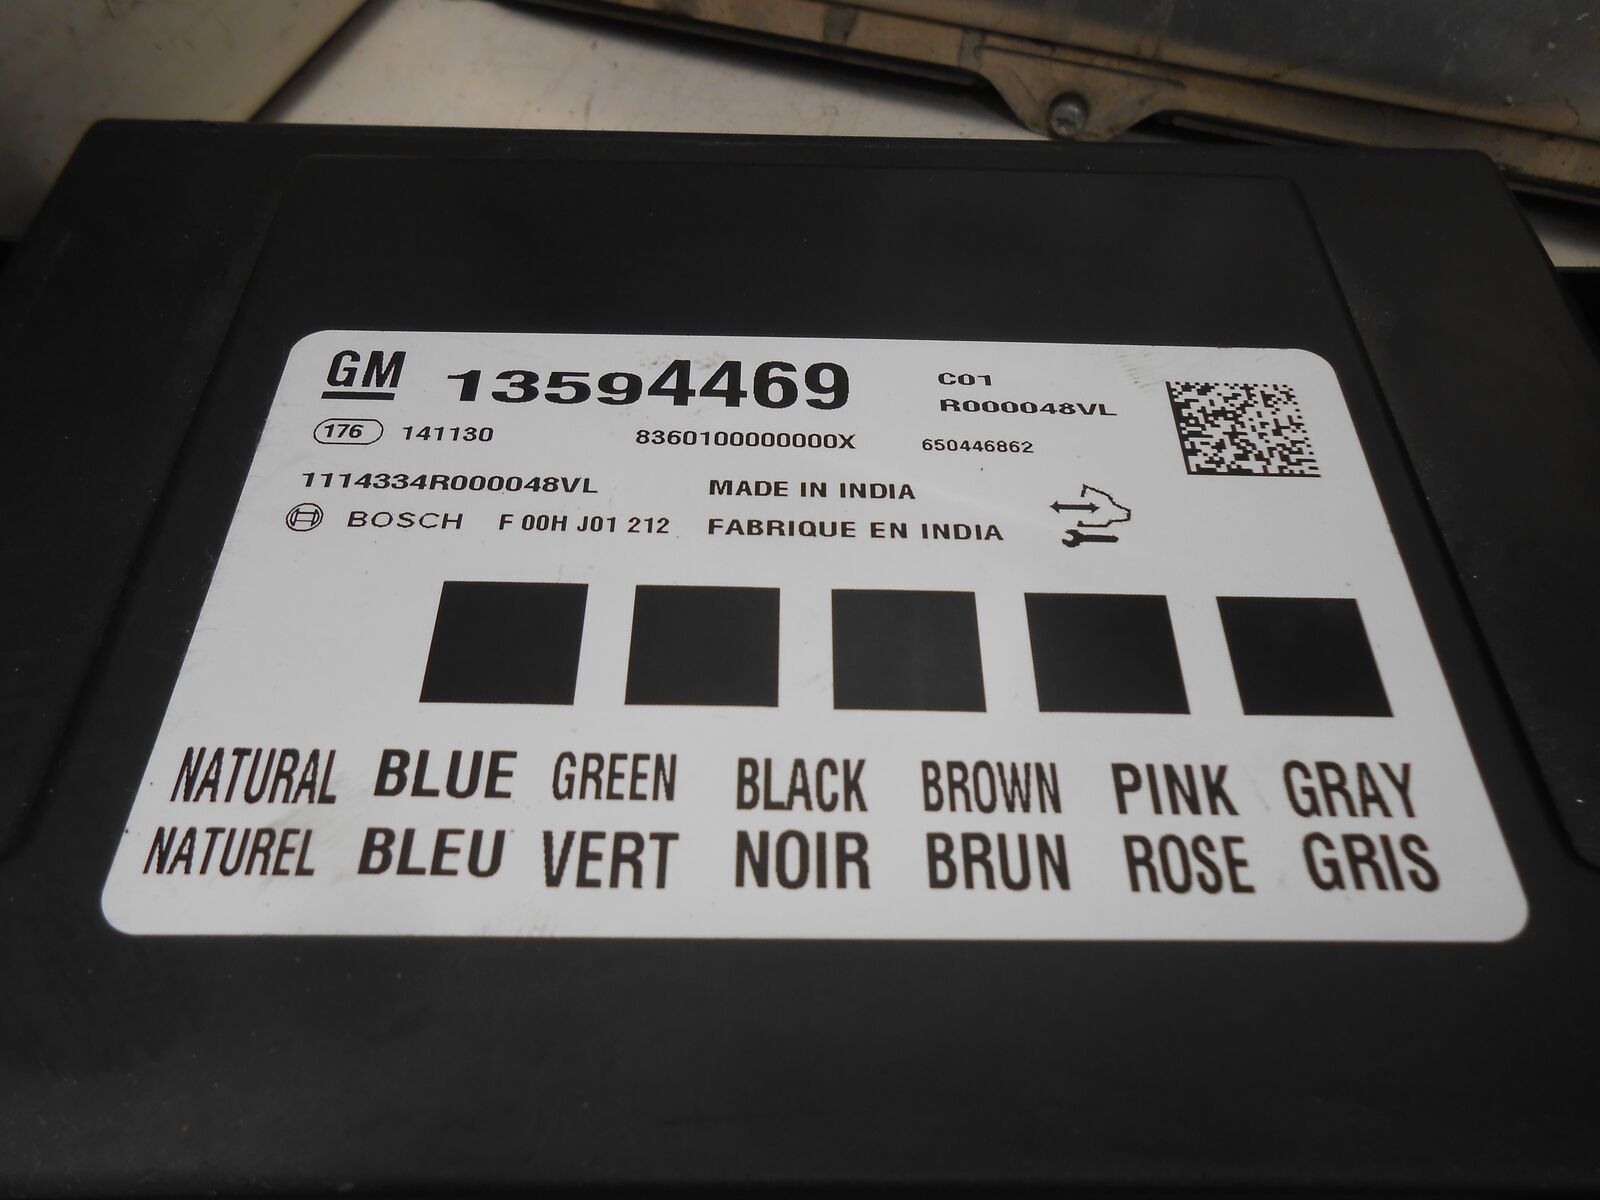 GM 13594469
C01
R000048VL
176 141130 8360100000000X 650446862
1114334R000048VL MADE IN INDIA
BOSCH F 00H J01 212 FABRIQUE EN INDIA
NATURAL BLUE GREEN BLACK BROWN PINK GRAY
NATUREL BLEU VERT NOIR BRUN ROSE GRIS